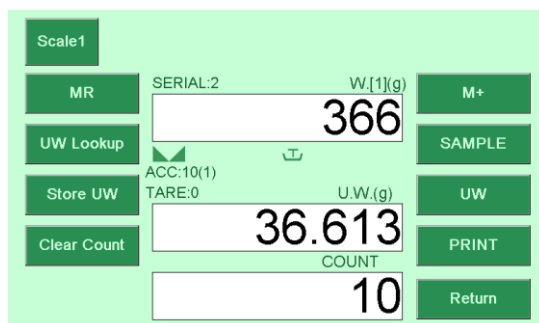 Scale1
MR
SERIAL:2 W.[1](g)
366
M+
UW Lookup
SAMPLE
ACC:10(1)
Store UW
TARE:0 U.W.(g)
36.613
UW
Clear Count
PRINT
COUNT
10
Return